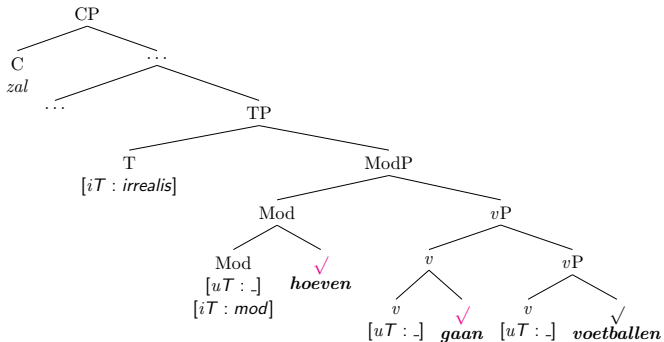 CP
C ...
zal
... TP
T ModP
[iT : irrealis]
Mod vP
Mod √ v vP
[uT : _] hoeven
[iT : mod]
v √ v √
[uT : _] gaan [uT : _] voetballen